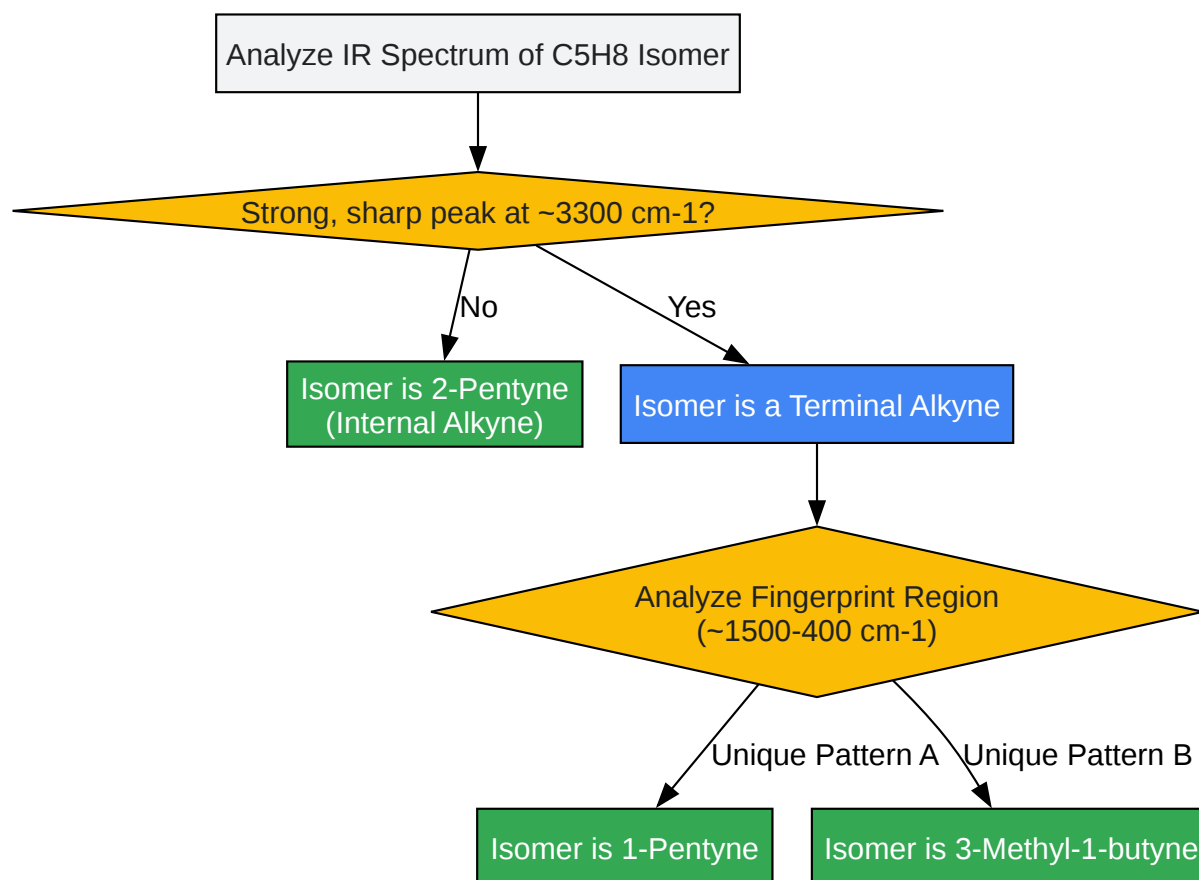 Analyze IR Spectrum of C5H8 Isomer
Strong, sharp peak at ~3300 cm-1?
No
Yes
Isomer is 2-Pentyne
(Internal Alkyne)
Isomer is a Terminal Alkyne
Analyze Fingerprint Region
(~1500-400 cm-1)
Unique Pattern A
Unique Pattern B
Isomer is 1-Pentyne
Isomer is 3-Methyl-1-butyne